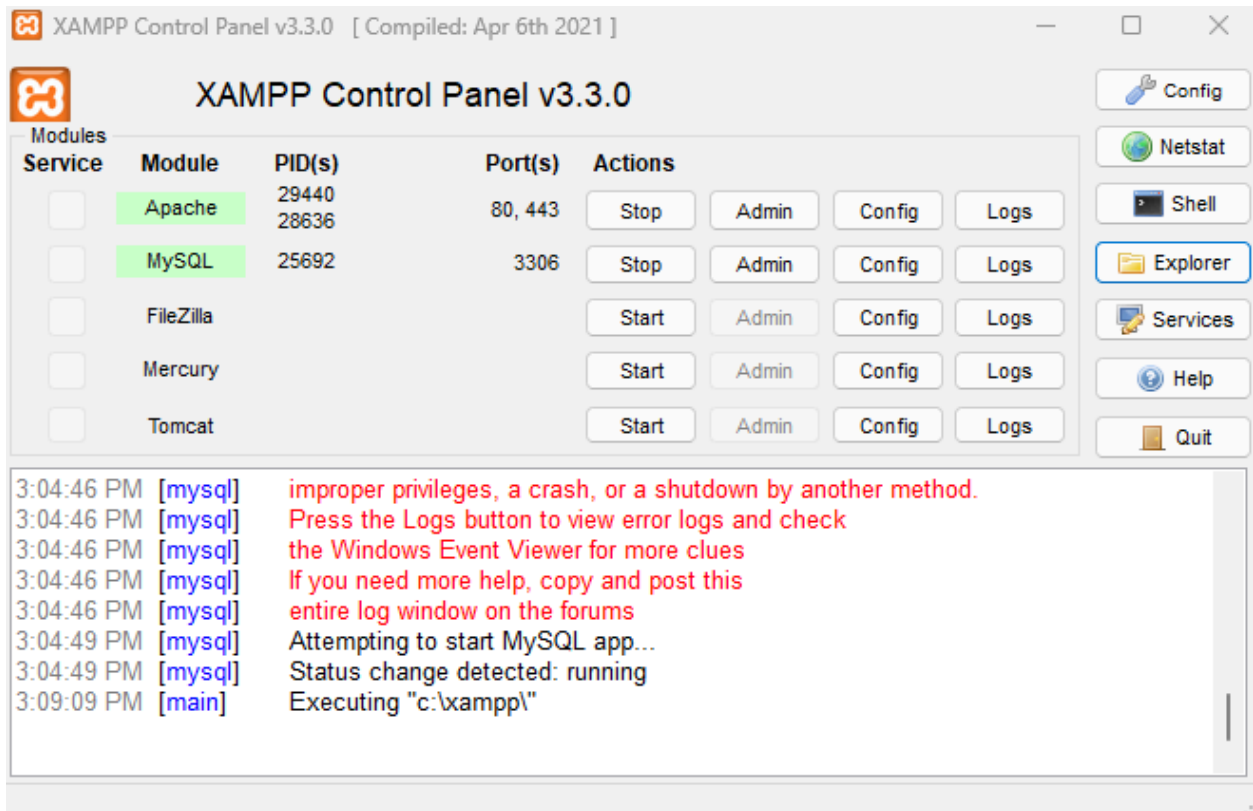 XAMPP Control Panel v3.3.0 [ Compiled: Apr 6th 2021 ]
XAMPP Control Panel v3.3.0
Config
Modules
Service Module PID(s) Port(s) Actions
Netstat
Apache 29440 28636 80, 443 Stop Admin Config Logs
Shell
MySQL 25692 3306 Stop Admin Config Logs
Explorer
FileZilla Start Admin Config Logs
Services
Mercury Start Admin Config Logs
Help
Tomcat Start Admin Config Logs
Quit
3:04:46 PM [mysql] improper privileges, a crash, or a shutdown by another method.
3:04:46 PM [mysql] Press the Logs button to view error logs and check
3:04:46 PM [mysql] the Windows Event Viewer for more clues
3:04:46 PM [mysql] If you need more help, copy and post this
3:04:46 PM [mysql] entire log window on the forums
3:04:49 PM [mysql] Attempting to start MySQL app...
3:04:49 PM [mysql] Status change detected: running
3:09:09 PM [main] Executing "c:\xampp\"